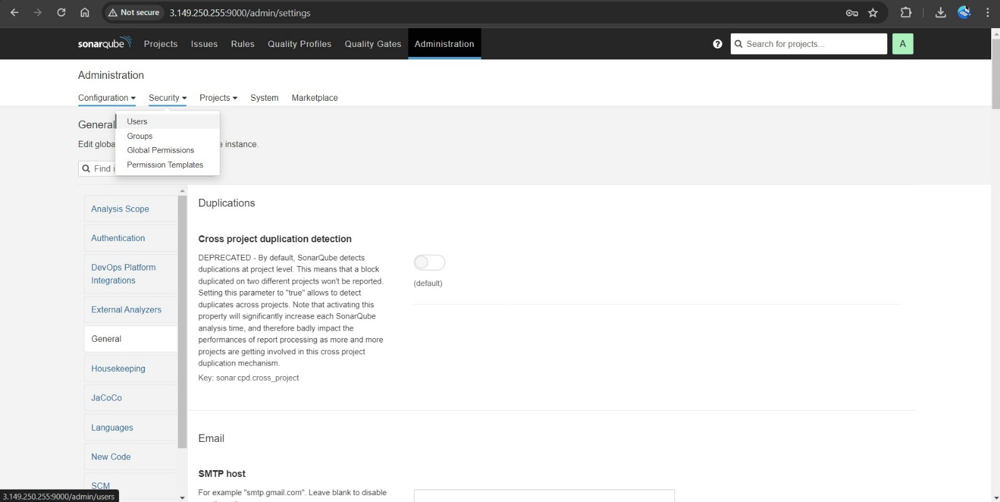 Not secure 3.149.250.255:9000/admin/settings
sonarqube Projects Issues Rules Quality Profiles Quality Gates Administration Search for projects... A
Administration
Configuration Security Projects System Marketplace
General
Users
Groups
Edit globa e instance.
Global Permissions
Permission Templates
Find i
Analysis Scope
Authentication
DevOps Platform
Integrations
External Analyzers
General
Housekeeping
JaCoCo
Languages
New Code
SCM
Duplications
Cross project duplication detection
DEPRECATED - By default, SonarQube detects
duplications at project level. This means that a block
duplicated on two different projects won't be reported.
Setting this parameter to "true" allows to detect
duplicates across projects. Note that activating this
property will significantly increase each SonarQube
analysis time, and therefore badly impact the
performances of report processing as more and more
projects are getting involved in this cross project
duplication mechanism.
Key: sonar.cpd.cross_project
(default)
Email
SMTP host
For example "smtp.gmail.com". Leave blank to disable
3.149.250.255:9000/admin/users